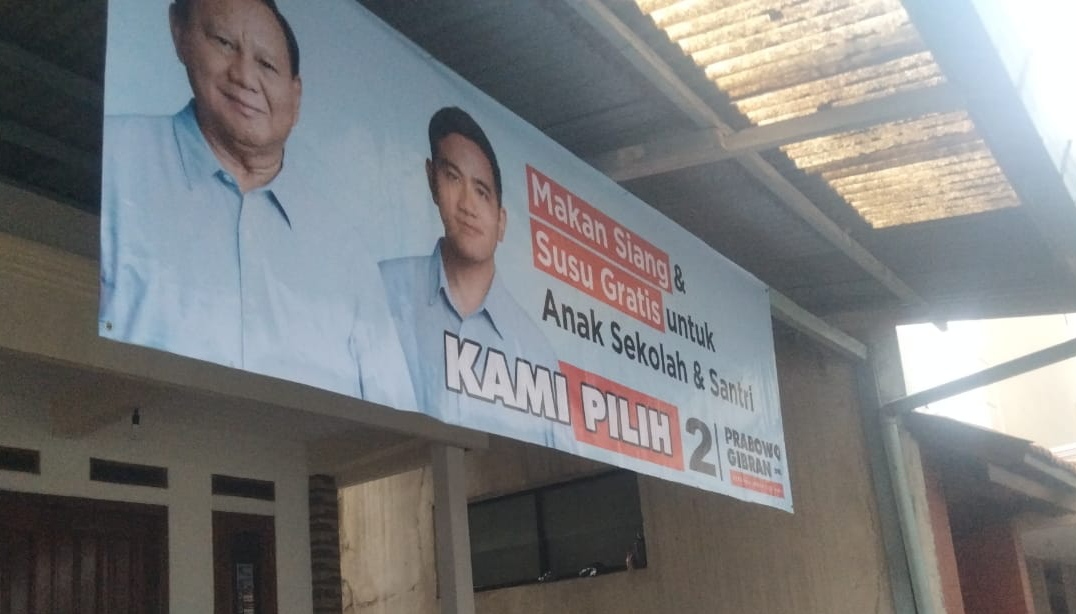 Makan Siang &
Susu Gratis untuk
Anak Sekolah & Santri
KAMI PILIH 2
PRABOWO
GIBRAN